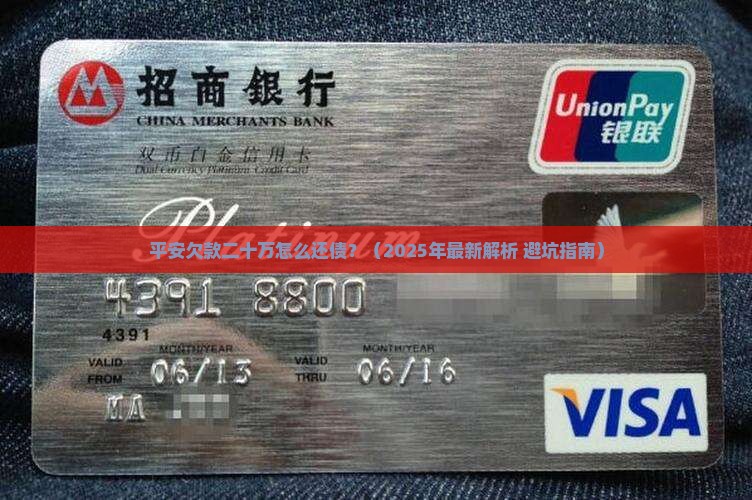 招商銀行
CHINA MERCHANTS BANK
双币白金信用卡
Dual Currency Platinum Credit Card
UnionPay
银联
Platinum
平安欠款二十万怎么还债？（2025年最新解析 避坑指南）
4391 8800
4391
MONTH/YEAR MONTH/YEAR
VALID FROM 06/13 VALID THRU 06/16
MA
VISA